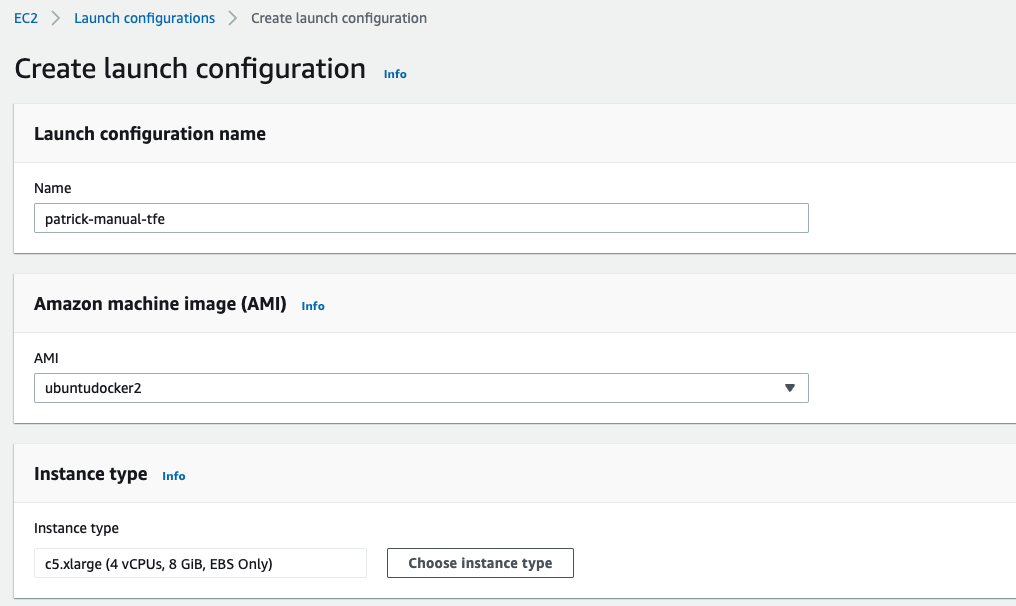 EC2 > Launch configurations > Create launch configuration
Create launch configuration Info
Launch configuration name
Name
patrick-manual-tfe
Amazon machine image (AMI) Info
AMI
ubuntudocker2
Instance type Info
Instance type
c5.xlarge (4 vCPUs, 8 GiB, EBS Only) Choose instance type